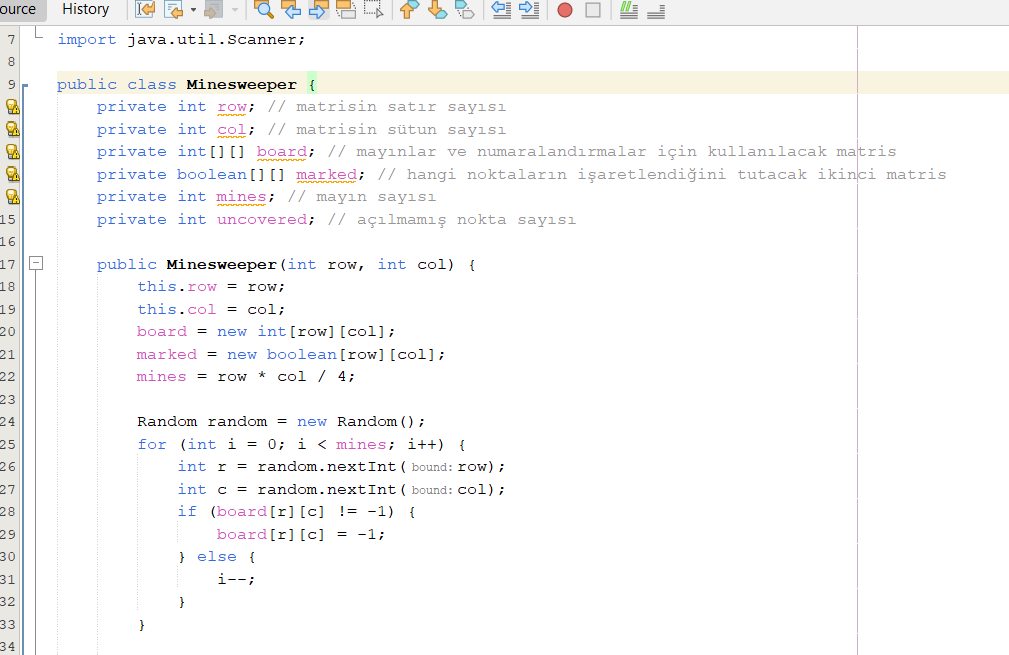 ource History
7 import java.util.Scanner;
8
9 public class Minesweeper {
private int row; // matrisin satır sayısı
private int col; // matrisin sütun sayısı
private int[][] board; // mayınlar ve numaralandırmalar için kullanılacak matris
private boolean[][] marked; // hangi noktaların işaretlendiğini tutacak ikinci matris
private int mines; // mayın sayısı
15 private int uncovered; // açılmamış nokta sayısı
16
17 public Minesweeper(int row, int col) {
18 this.row = row;
19 this.col = col;
20 board = new int[row][col];
21 marked = new boolean[row][col];
22 mines = row * col / 4;
23
24 Random random = new Random();
25 for (int i = 0; i < mines; i++) {
26 int r = random.nextInt(bound: row);
27 int c = random.nextInt(bound: col);
28 if (board[r][c] != -1) {
29 board[r][c] = -1;
30 } else {
31 i--;
32 }
33 }
34